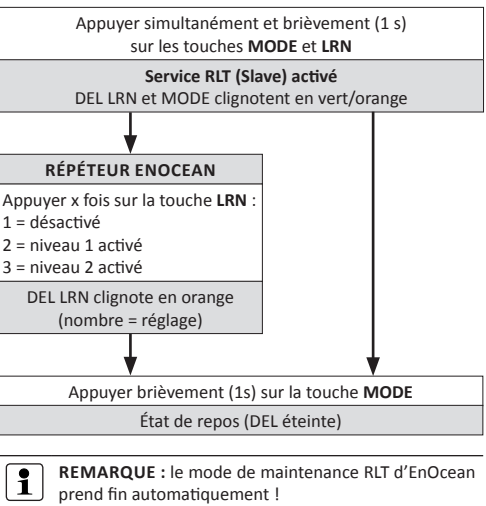 Appuyer simultanément et brièvement (1 s)
sur les touches MODE et LRN
Service RLT (Slave) activé
DEL LRN et MODE clignotent en vert/orange
RÉPÉTEUR ENOCEAN
Appuyer x fois sur la touche LRN :
1 = désactivé
2 = niveau 1 activé
3 = niveau 2 activé
DEL LRN clignote en orange
(nombre = réglage)
Appuyer brièvement (1s) sur la touche MODE
État de repos (DEL éteinte)
REMARQUE : le mode de maintenance RLT d'EnOcean
prend fin automatiquement !